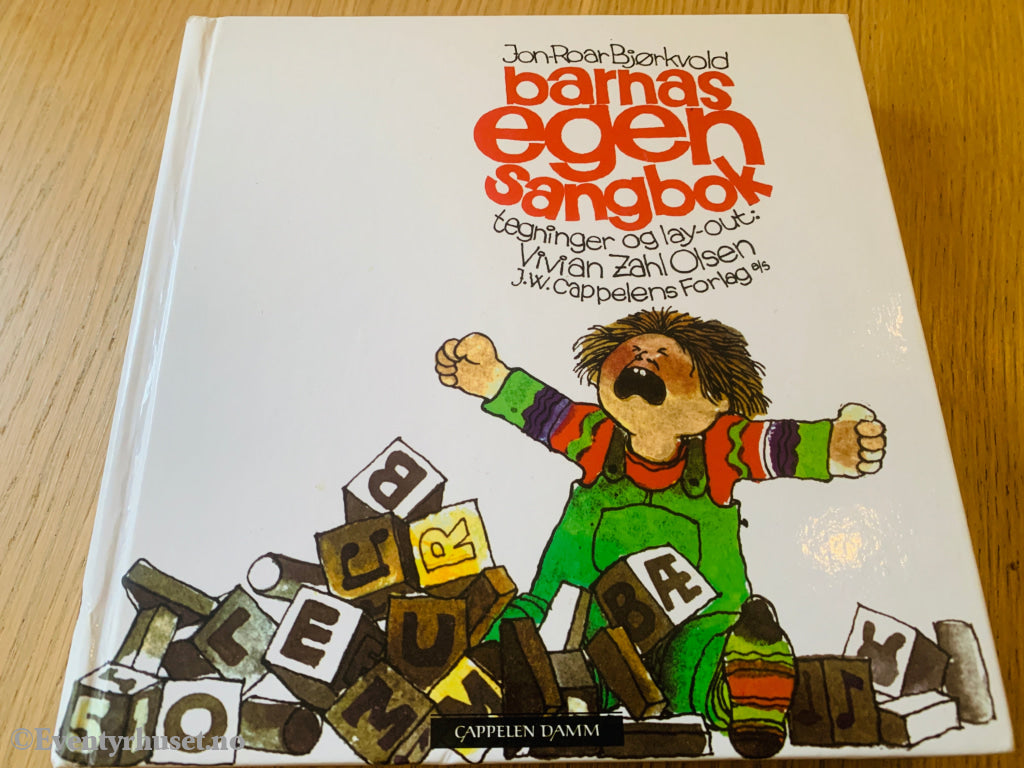 Jon-Roar Bjørkvold
barnas
egen
sangbok
tegninger og lay-out:
Vivian Zahl Olsen
J.W. Cappelens Forlag a/s
B
R
BÆ
L
E
U
M
O
CAPPELEN DAMM
©Eventyrhuset.no